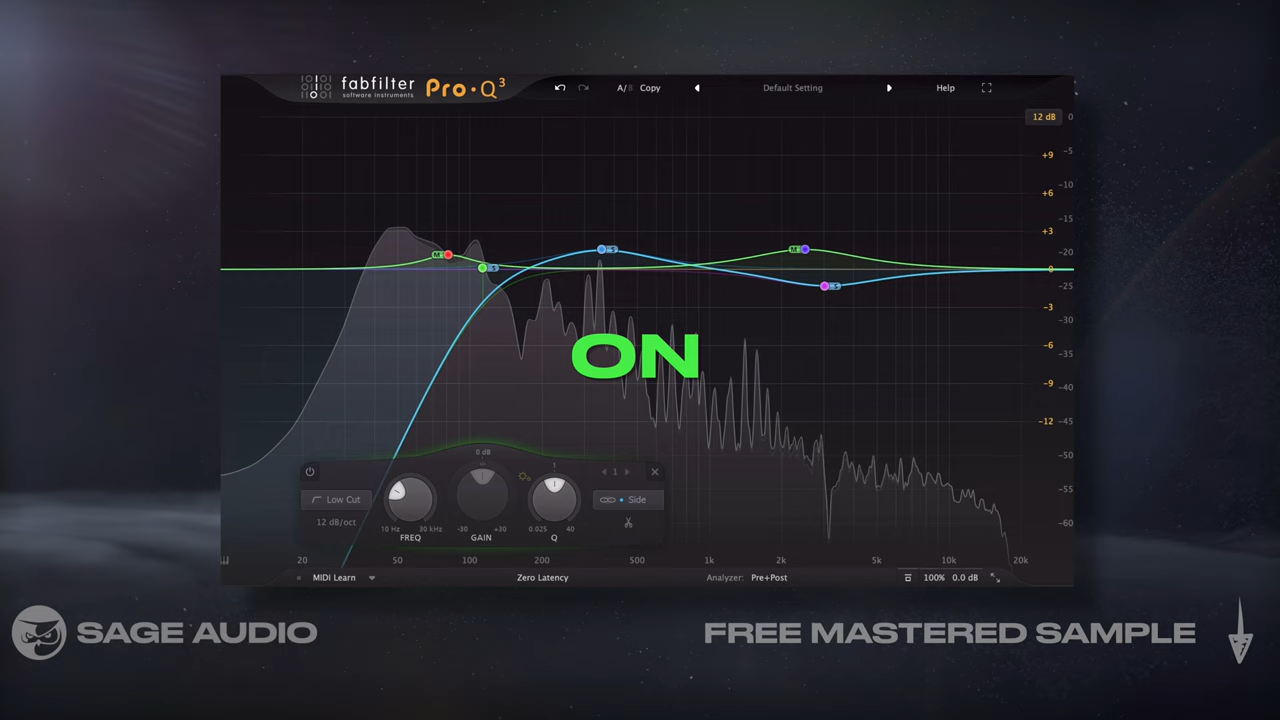 fabfilter
software instruments
Pro·Q3
A/B Copy
Default Setting
Help
12 dB 0
-5
+9
-10
+6
-15
+3
-20
0
-25
-3
-30
-6
-35
-9
-40
-12
-45
-50
-55
-60
M
S
S
M
S
ON
0 dB
1
1
Low Cut
12 dB/oct
10 Hz 30 kHz
FREQ
-30 +30
GAIN
0.025 40
Q
Side
20 50 100 200 500 1k 2k 5k 10k 20k
MIDI Learn
Zero Latency
Analyzer: Pre+Post
100% 0.0 dB
SAGE AUDIO
FREE MASTERED SAMPLE